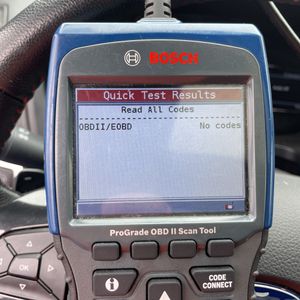 BOSCH
Quick Test Results
Read All Codes
OBDII/EOBD No codes
ProGrade OBD II Scan Tool
i
CODE
CONNECT
OK